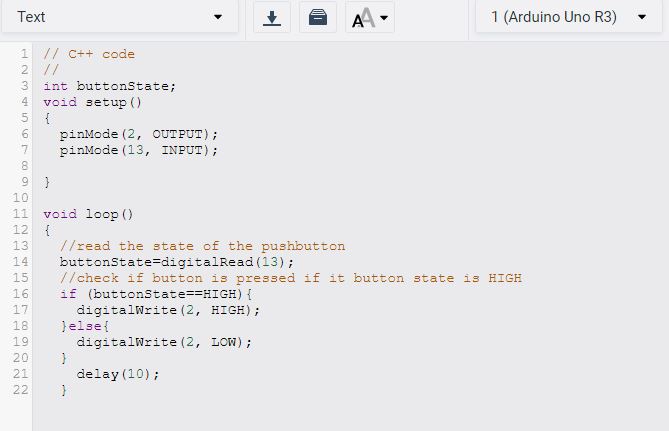 Text 1 (Arduino Uno R3)
1 // C++ code
2 //
3 int buttonState;
4 void setup()
5 {
6   pinMode(2, OUTPUT);
7   pinMode(13, INPUT);
8
9 }
10
11 void loop()
12 {
13   //read the state of the pushbutton
14   buttonState=digitalRead(13);
15   //check if button is pressed if it button state is HIGH
16   if (buttonState==HIGH){
17     digitalWrite(2, HIGH);
18   }else{
19     digitalWrite(2, LOW);
20   }
21     delay(10);
22   }